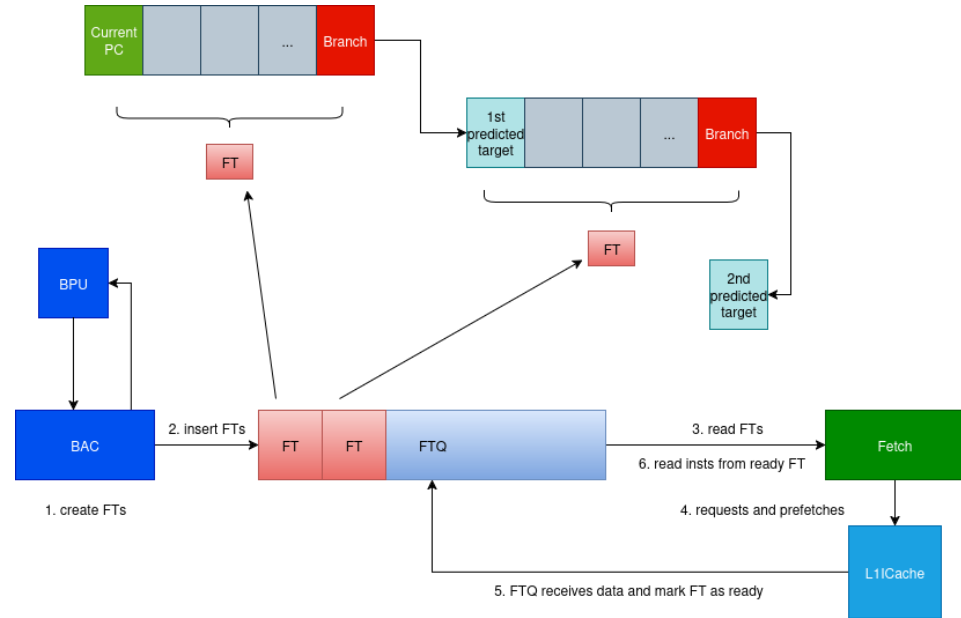 Current
PC
...
Branch
1st
predicted
target
...
Branch
FT
FT
BPU
2nd
predicted
target
BAC
2. insert FTs
FT
FT
FTQ
3. read FTs
6. read insts from ready FT
Fetch
1. create FTs
4. requests and prefetches
L1ICache
5. FTQ receives data and mark FT as ready